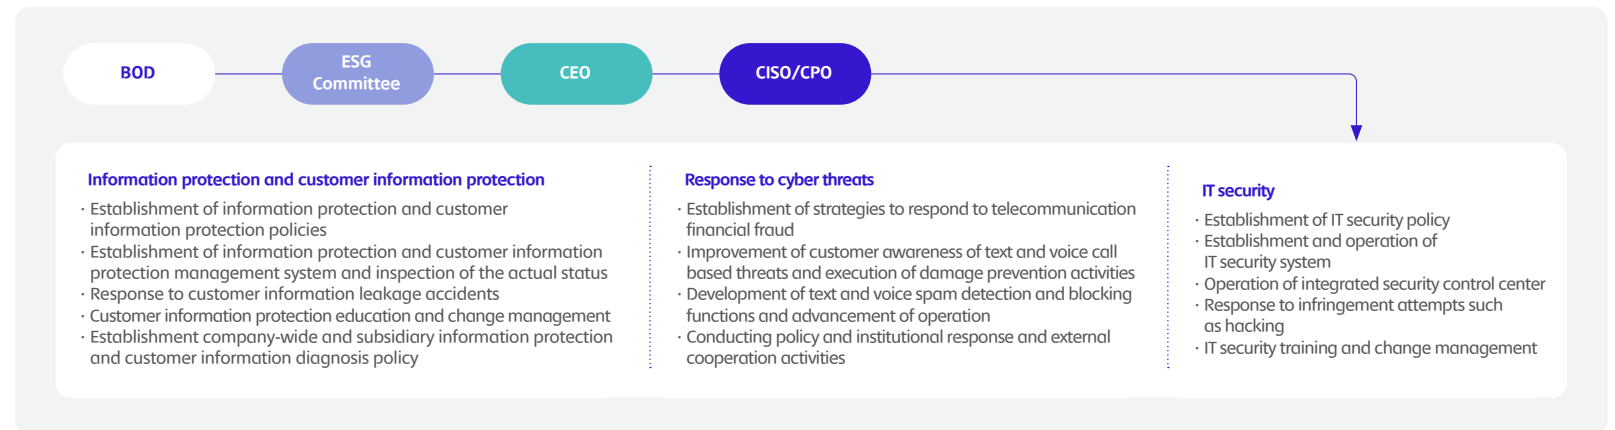 BOD
ESG
Committee
CEO
CISO/CPO
Information protection and customer information protection
· Establishment of information protection and customer
information protection policies
· Establishment of information protection and customer information
protection management system and inspection of the actual status
· Response to customer information leakage accidents
· Customer information protection education and change management
· Establishment company-wide and subsidiary information protection
and customer information diagnosis policy
Response to cyber threats
· Establishment of strategies to respond to telecommunication
financial fraud
· Improvement of customer awareness of text and voice call
based threats and execution of damage prevention activities
· Development of text and voice spam detection and blocking
functions and advancement of operation
· Conducting policy and institutional response and external
cooperation activities
IT security
· Establishment of IT security policy
· Establishment and operation of
IT security system
· Operation of integrated security control center
· Response to infringement attempts such
as hacking
· IT security training and change management